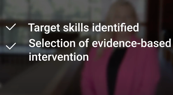 Target skills identified
Selection of evidence-based
intervention